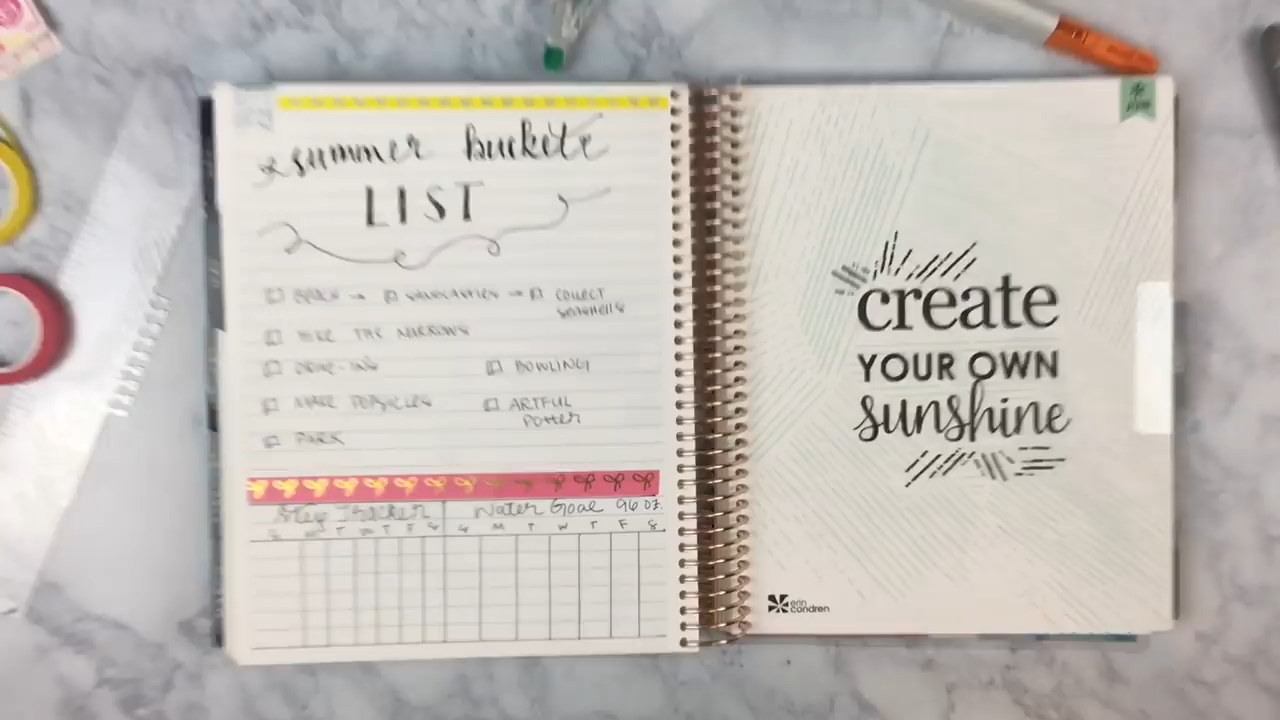 summer bucket
LIST
BEACH → SANDCASTLES → COLLECT
SEASHELLS
HIKE THE NARROWS
DRIVE-IN
BOWLING
MAKE POPSICLES
ARTFUL
POTTER
PARK
Step Tracker
Water Goal 96 oz.
S M T W T F S
S M T W T F S
create
YOUR OWN
sunshine
erin
condren